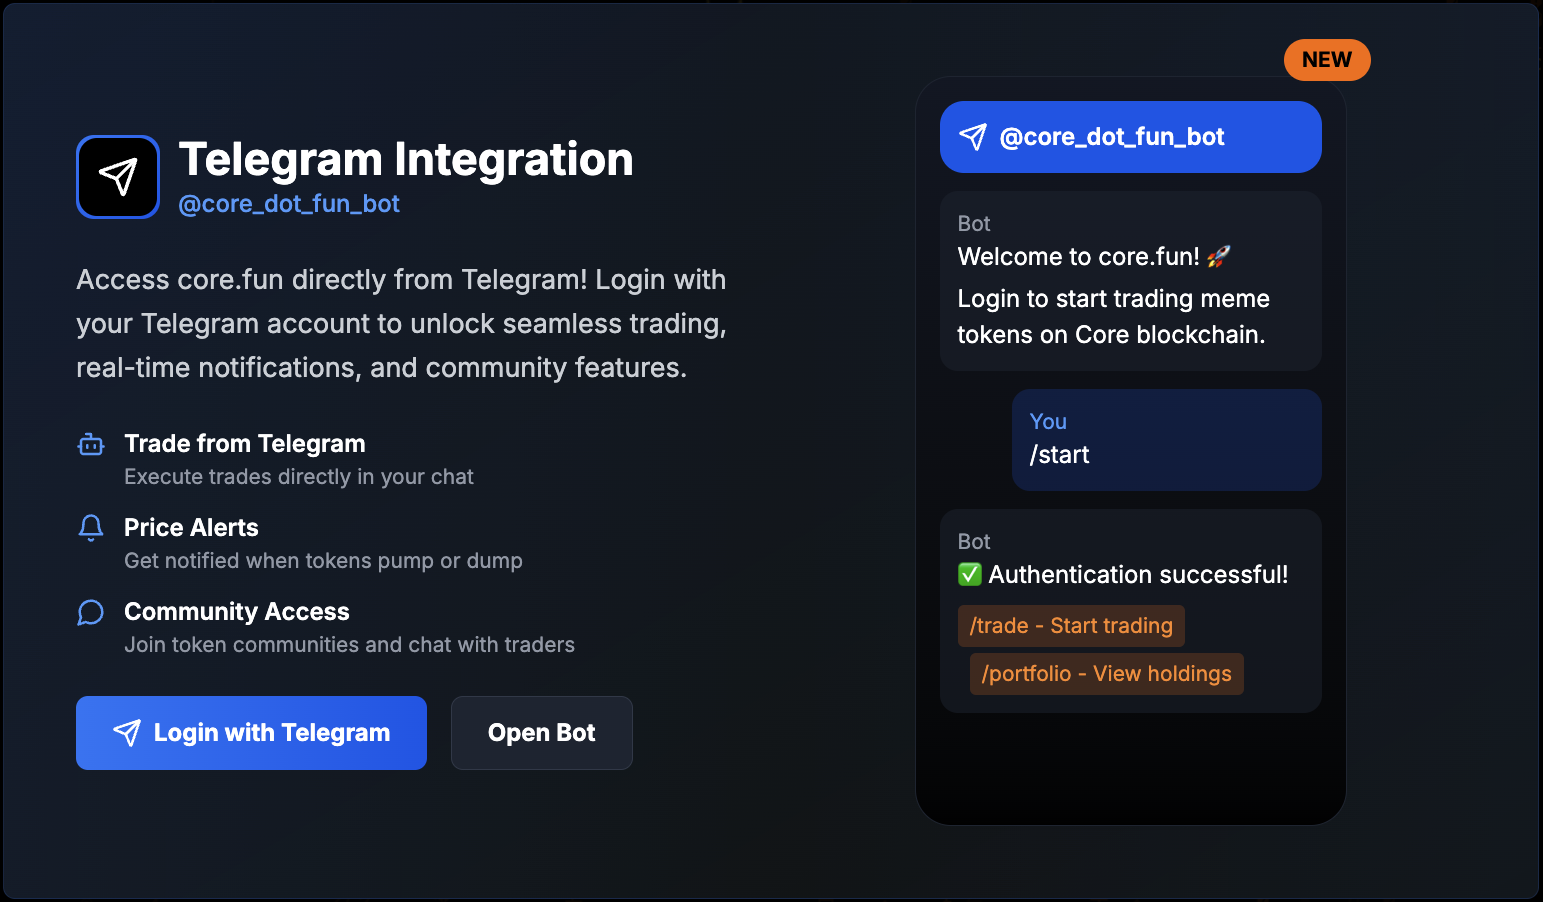 Telegram Integration
@core_dot_fun_bot
Access core.fun directly from Telegram! Login with
your Telegram account to unlock seamless trading,
real-time notifications, and community features.
Trade from Telegram
Execute trades directly in your chat
Price Alerts
Get notified when tokens pump or dump
Community Access
Join token communities and chat with traders
Login with Telegram
Open Bot
NEW
@core_dot_fun_bot
Bot
Welcome to core.fun! 🚀
Login to start trading meme
tokens on Core blockchain.
You
/start
Bot
✅ Authentication successful!
/trade - Start trading
/portfolio - View holdings